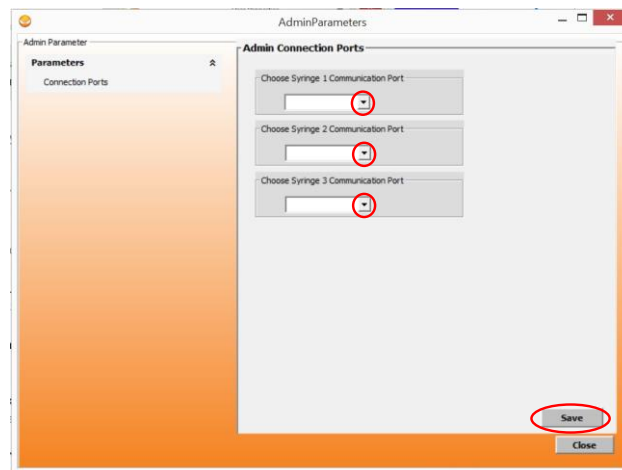 AdminParameters
Admin Parameter
Parameters
Connection Ports
Admin Connection Ports
Choose Syringe 1 Communication Port
Choose Syringe 2 Communication Port
Choose Syringe 3 Communication Port
Save
Close